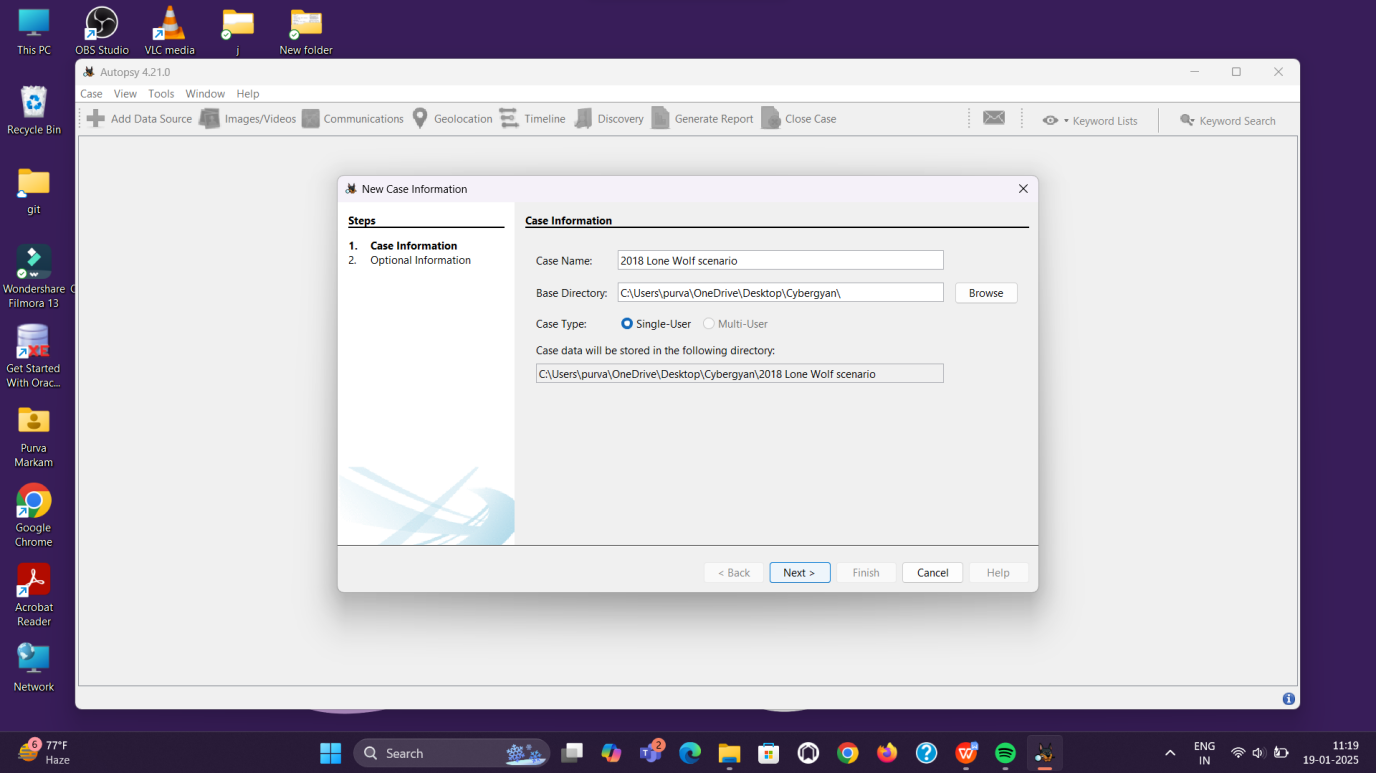 This PC
OBS Studio
VLC media
j
New folder
Recycle Bin
git
Wondershare
Filmora 13
C
XE
Get Started
With Orac...
Purva
Markam
Google
Chrome
Acrobat
Reader
Network
Autopsy 4.21.0
Case View Tools Window Help
Add Data Source Images/Videos Communications Geolocation Timeline Discovery Generate Report Close Case Keyword Lists Keyword Search
New Case Information
Steps
1. Case Information
2. Optional Information
Case Information
Case Name: 2018 Lone Wolf scenario
Base Directory: C:\Users\purva\OneDrive\Desktop\Cybergyan\ Browse
Case Type: Single-User Multi-User
Case data will be stored in the following directory:
C:\Users\purva\OneDrive\Desktop\Cybergyan\2018 Lone Wolf scenario
< Back Next > Finish Cancel Help
6
77°F
Haze
Search
2
ENG
IN
11:19
19-01-2025